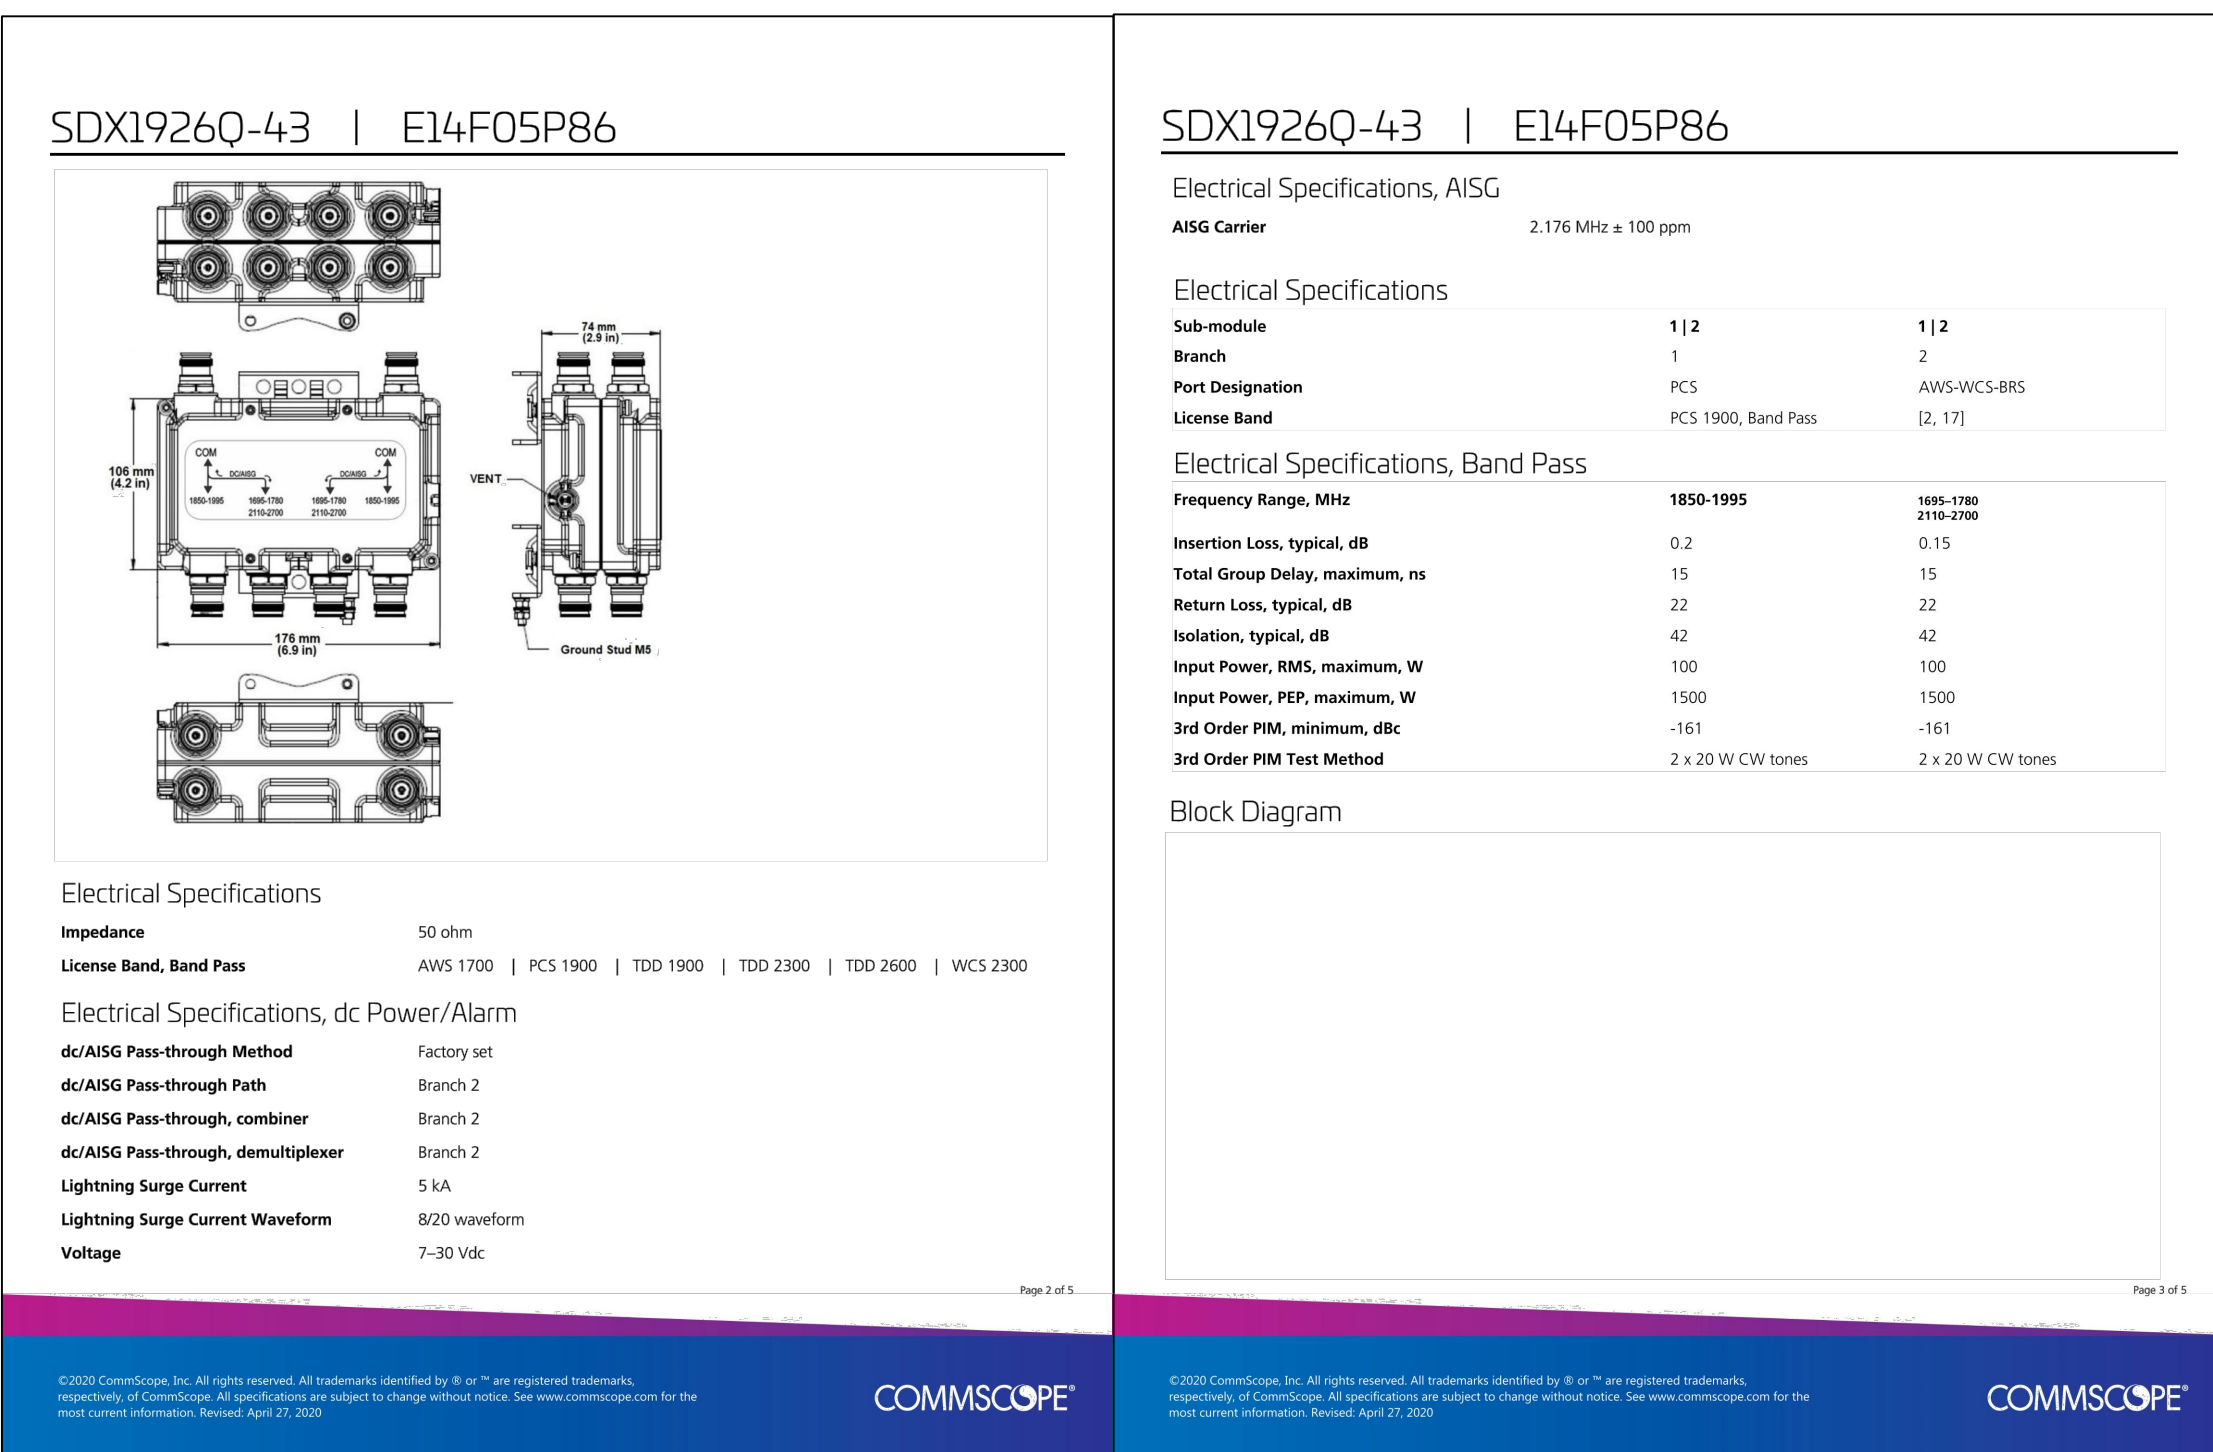 SDX1926Q-43 | E14F05P86
74 mm
(2.9 in)
COM COM
DC/AISG DC/AISG
1850-1995 1695-1780 1695-1780 1850-1995
2110-2700 2110-2700
106 mm
(4.2 in)
VENT
176 mm
(6.9 in)
Ground Stud M5
Electrical Specifications
Impedance 50 ohm
License Band, Band Pass AWS 1700 | PCS 1900 | TDD 1900 | TDD 2300 | TDD 2600 | WCS 2300
Electrical Specifications, dc Power/Alarm
dc/AISG Pass-through Method Factory set
dc/AISG Pass-through Path Branch 2
dc/AISG Pass-through, combiner Branch 2
dc/AISG Pass-through, demultiplexer Branch 2
Lightning Surge Current 5 kA
Lightning Surge Current Waveform 8/20 waveform
Voltage 7–30 Vdc
Page 2 of 5
©2020 CommScope, Inc. All rights reserved. All trademarks identified by ® or ™ are registered trademarks,
respectively, of CommScope. All specifications are subject to change without notice. See www.commscope.com for the
most current information. Revised: April 27, 2020
COMMSCOPE®
SDX1926Q-43 | E14F05P86
Electrical Specifications, AISG
AISG Carrier 2.176 MHz ± 100 ppm
Electrical Specifications
Sub-module 1 | 2 1 | 2
Branch 1 2
Port Designation PCS AWS-WCS-BRS
License Band PCS 1900, Band Pass [2, 17]
Electrical Specifications, Band Pass
Frequency Range, MHz 1850-1995 1695–1780
2110–2700
Insertion Loss, typical, dB 0.2 0.15
Total Group Delay, maximum, ns 15 15
Return Loss, typical, dB 22 22
Isolation, typical, dB 42 42
Input Power, RMS, maximum, W 100 100
Input Power, PEP, maximum, W 1500 1500
3rd Order PIM, minimum, dBc -161 -161
3rd Order PIM Test Method 2 x 20 W CW tones 2 x 20 W CW tones
Block Diagram
Page 3 of 5
©2020 CommScope, Inc. All rights reserved. All trademarks identified by ® or ™ are registered trademarks,
respectively, of CommScope. All specifications are subject to change without notice. See www.commscope.com for the
most current information. Revised: April 27, 2020
COMMSCOPE®